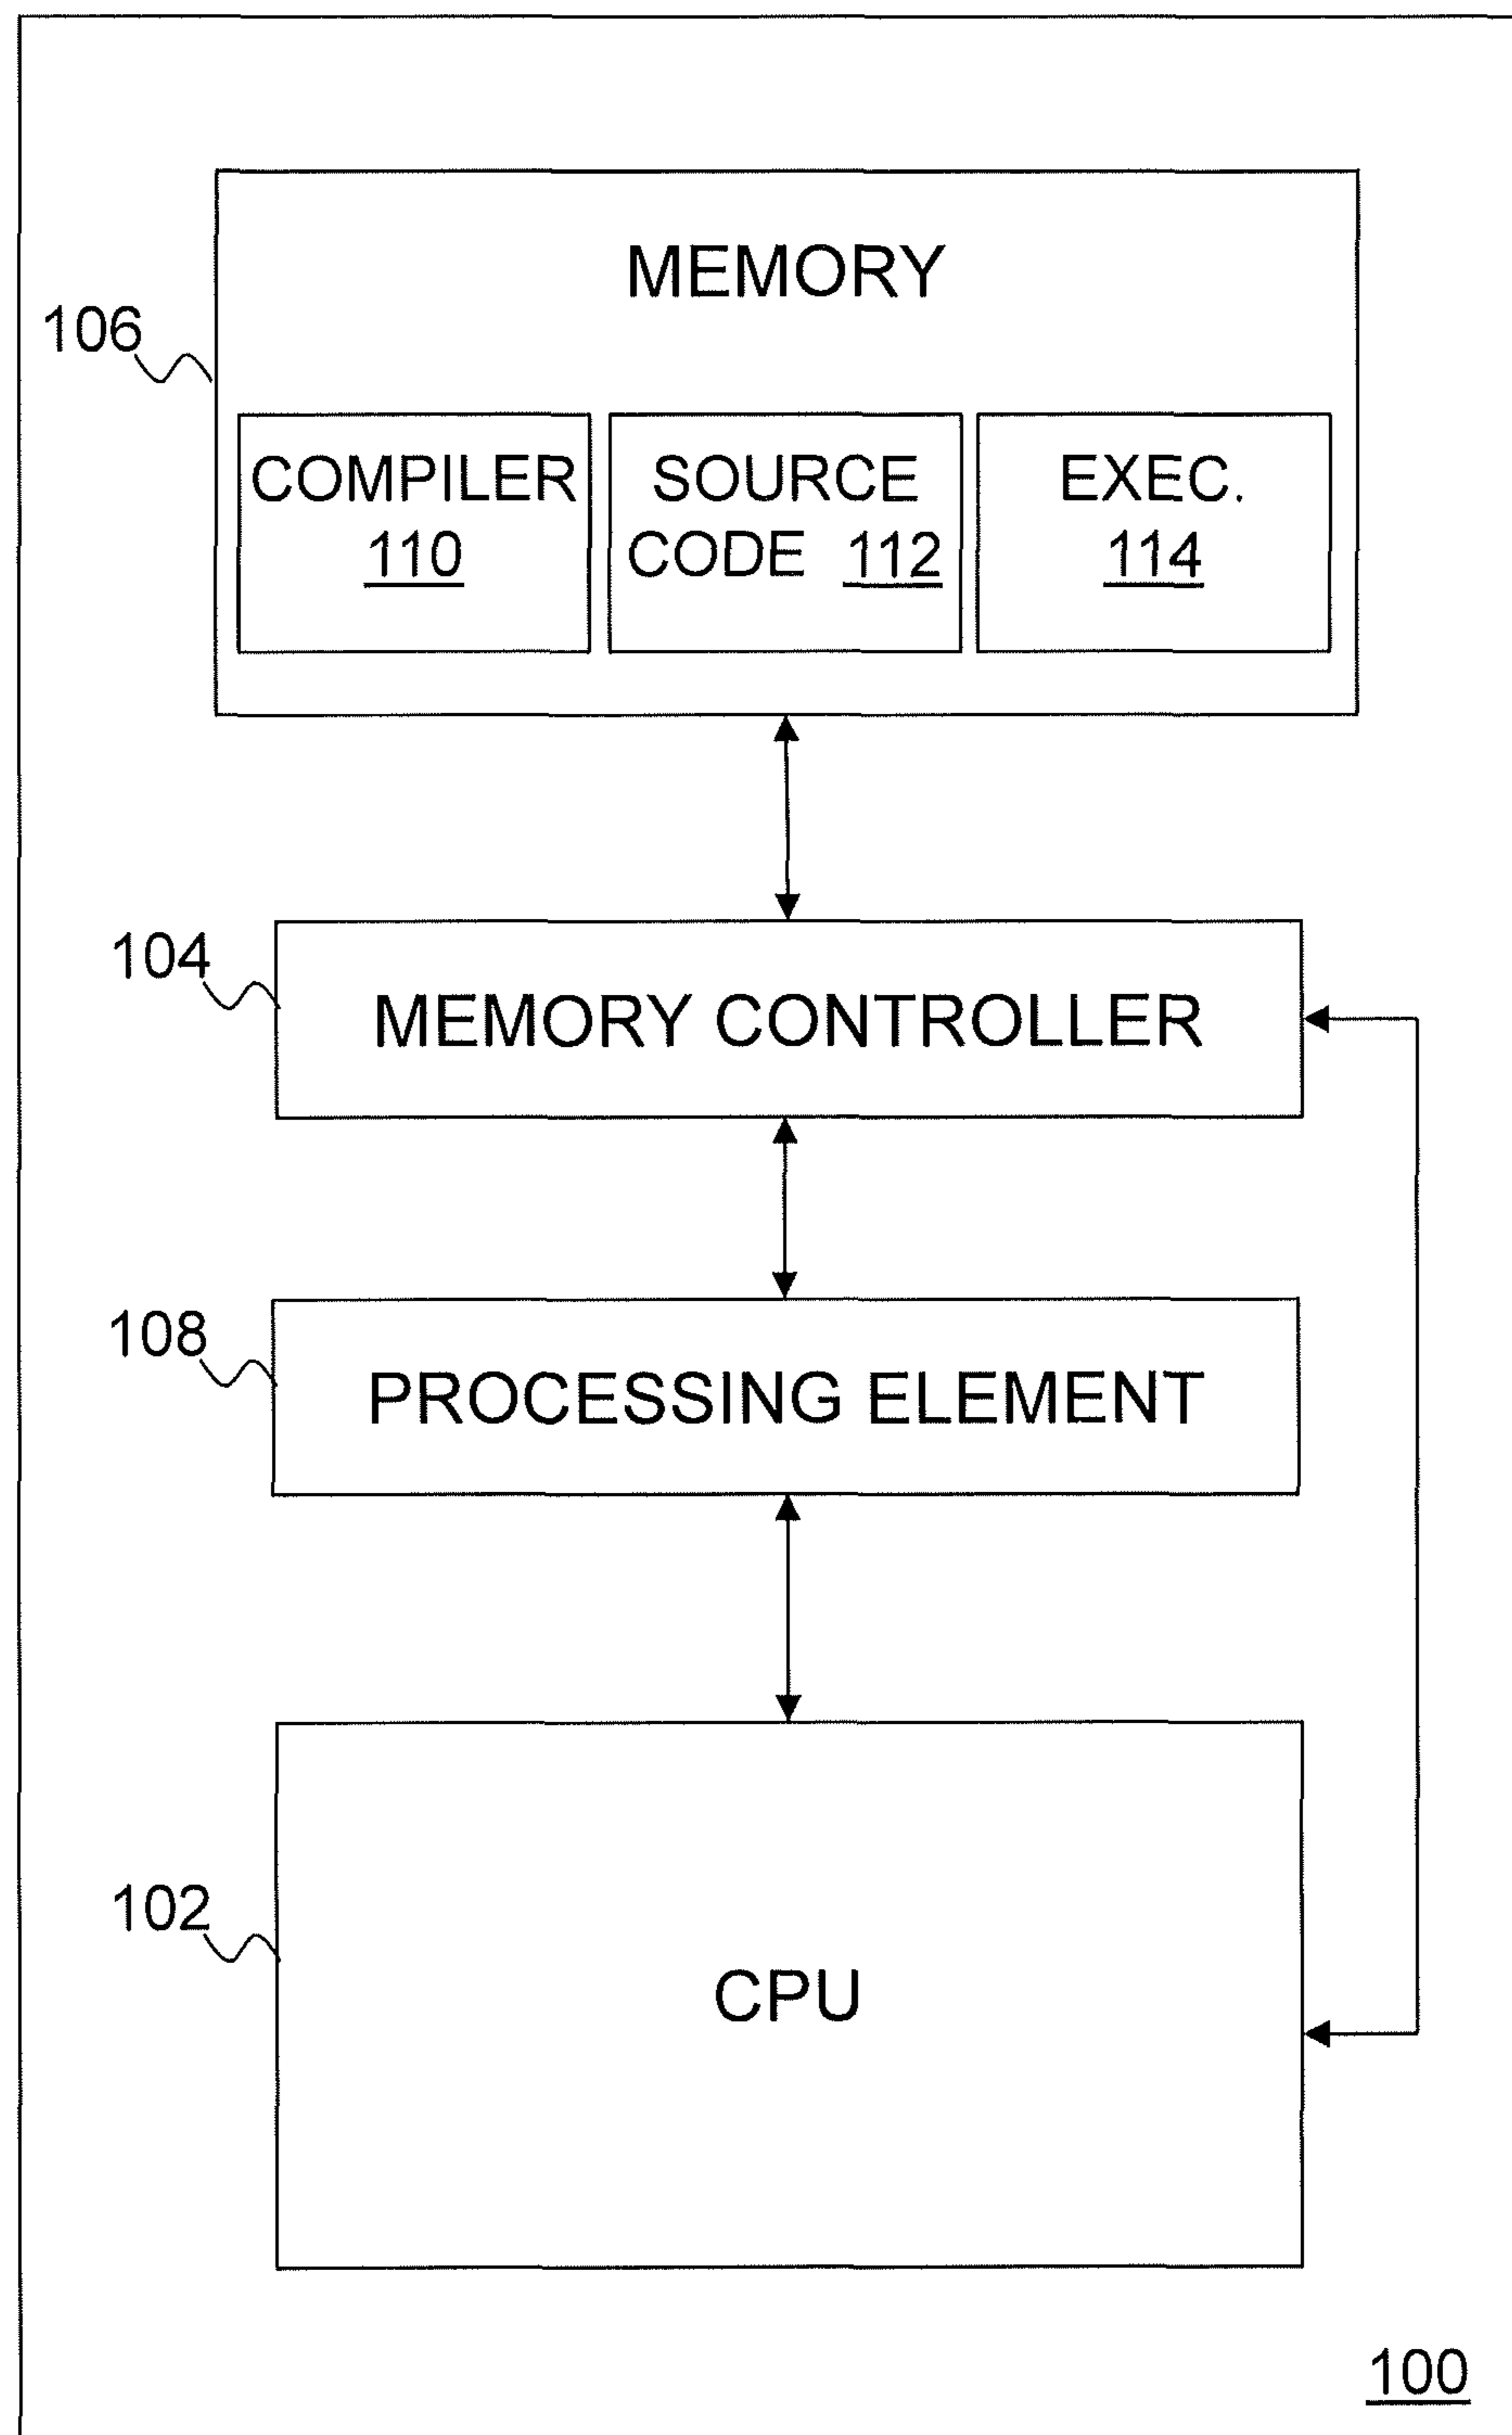 MEMORY
106
COMPILER
110
SOURCE
CODE 112
EXEC.
114
104
MEMORY CONTROLLER
108
PROCESSING ELEMENT
102
CPU
100